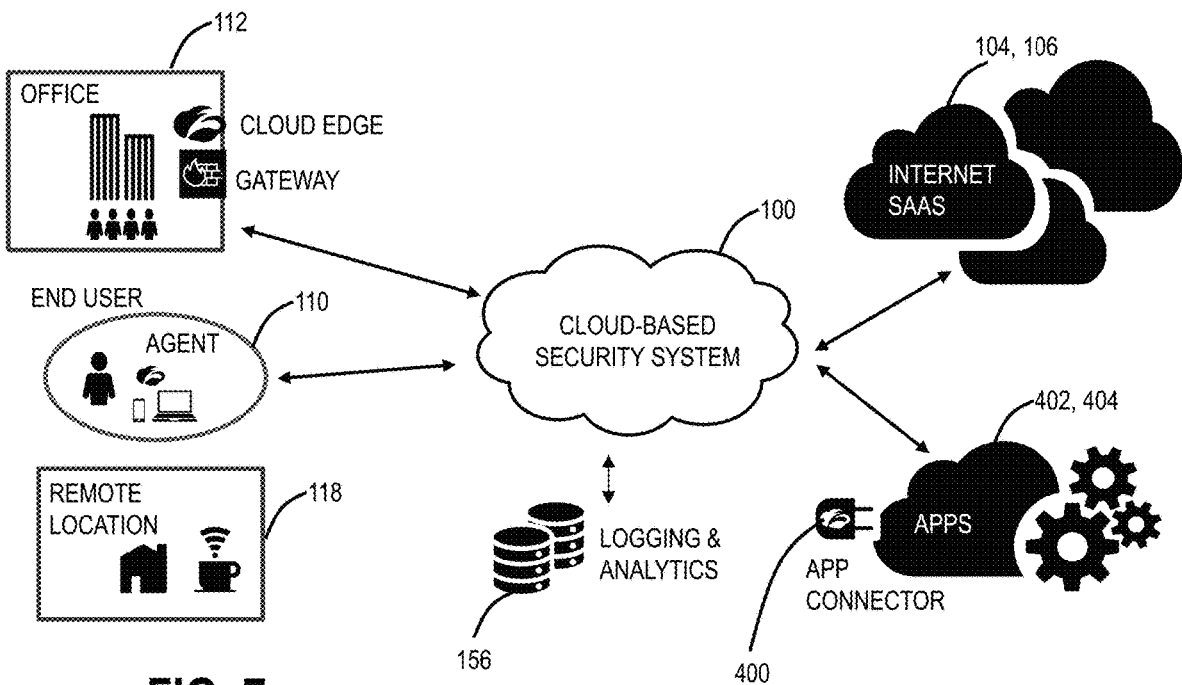 112
OFFICE
CLOUD EDGE
GATEWAY
104, 106
INTERNET
SAAS
100
CLOUD-BASED
SECURITY SYSTEM
END USER
110
AGENT
REMOTE
LOCATION
118
LOGGING &
ANALYTICS
156
402, 404
APPS
APP
CONNECTOR
400